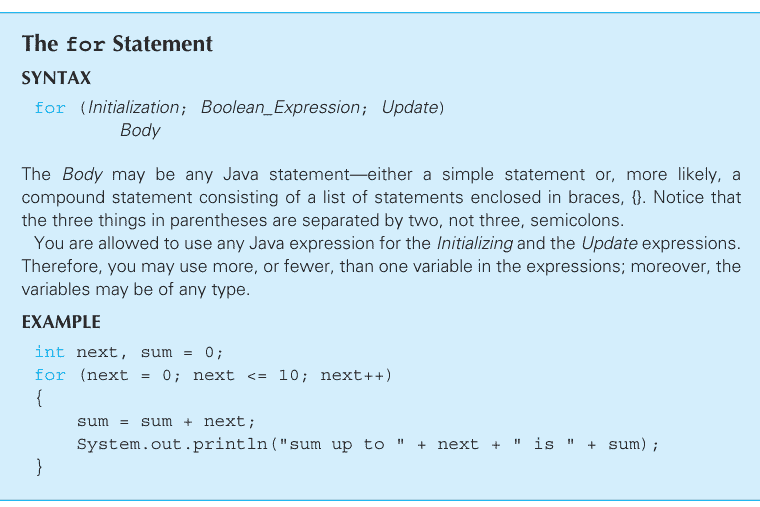 The for Statement
SYNTAX
for (Initialization; Boolean_Expression; Update)
Body
The Body may be any Java statement—either a simple statement or, more likely, a
compound statement consisting of a list of statements enclosed in braces, {}. Notice that
the three things in parentheses are separated by two, not three, semicolons.
You are allowed to use any Java expression for the Initializing and the Update expressions.
Therefore, you may use more, or fewer, than one variable in the expressions; moreover, the
variables may be of any type.
EXAMPLE
int next, sum = 0;
for (next = 0; next <= 10; next++)
{
sum = sum + next;
System.out.println("sum up to " + next + " is " + sum);
}